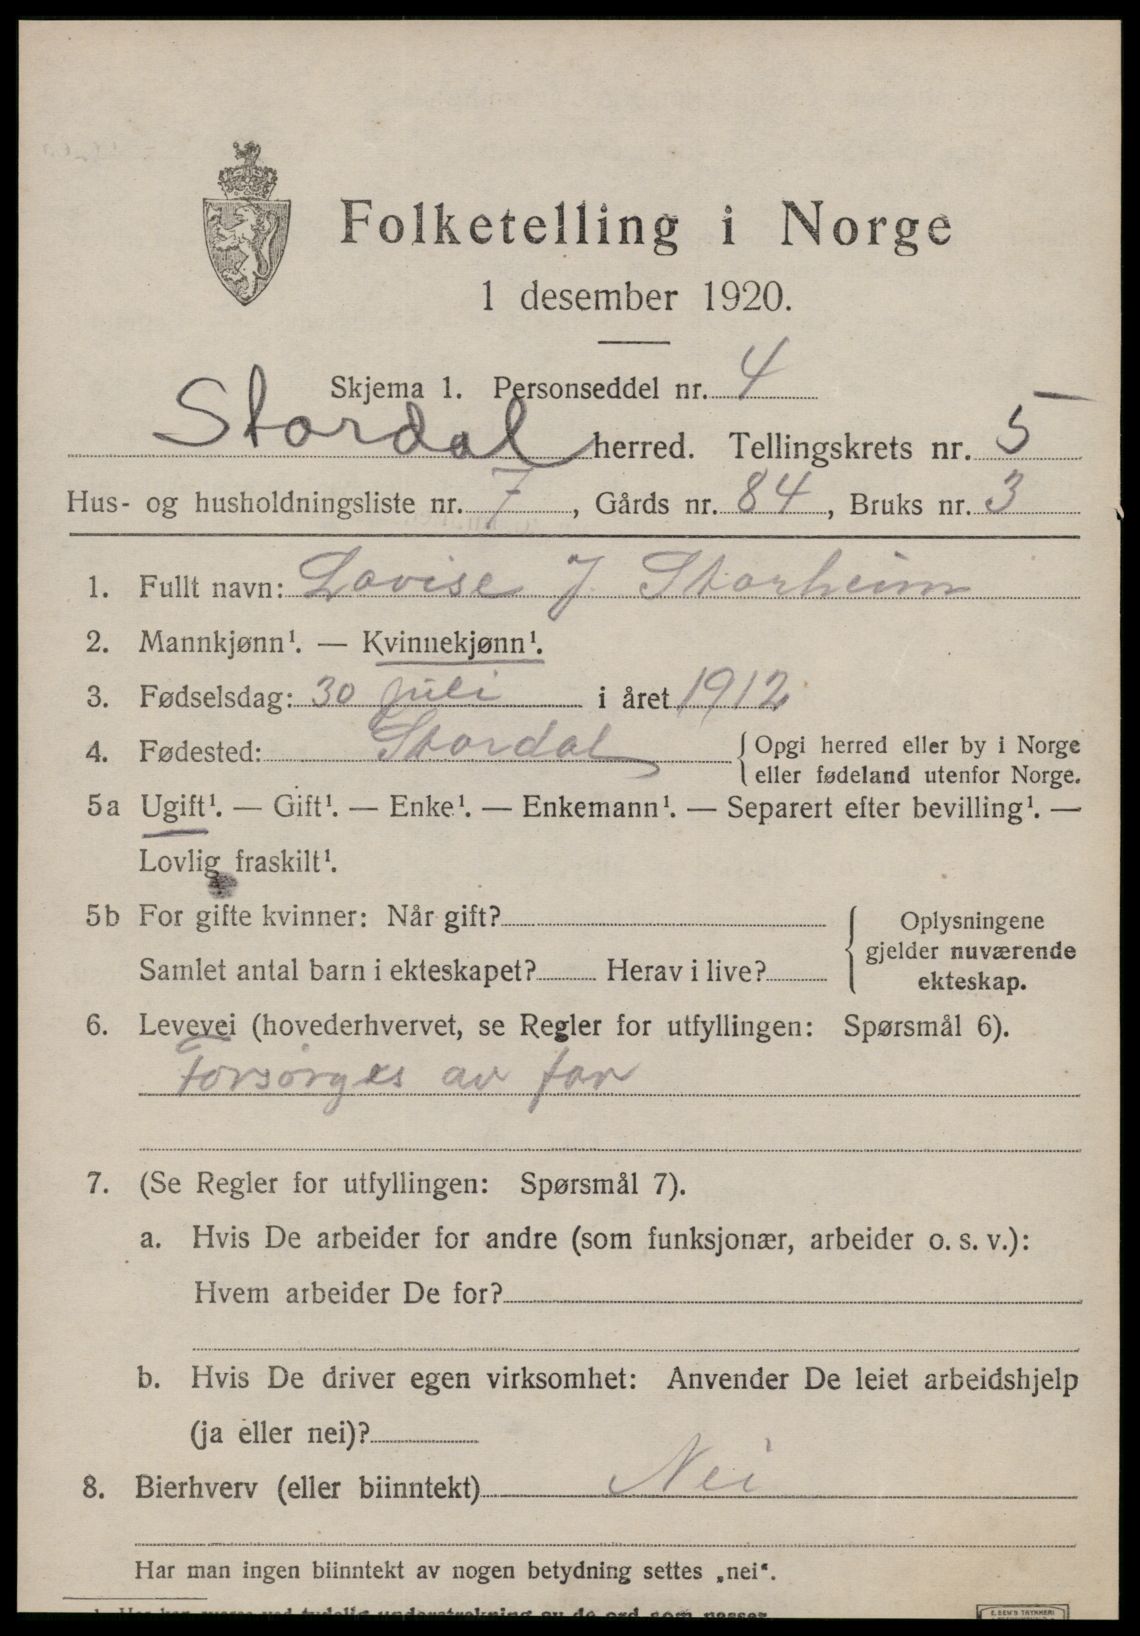 Folketelling i Norge
1 desember 1920.
Skjema 1. Personseddel nr. 4
Stordal herred. Tellingskrets nr. 5
Hus- og husholdningsliste nr. 7, Gårds nr. 84, Bruks nr. 3
1. Fullt navn: Lovise J. Storheim
2. Mannkjønn¹. — Kvinnekjønn¹.
3. Fødselsdag: 30 juli i året 1912
4. Fødested: Stordal {Opgi herred eller by i Norge
eller fødeland utenfor Norge.
5a Ugift¹. — Gift¹. — Enke¹. — Enkemann¹. — Separert efter bevilling¹. —
Lovlig fraskilt¹.
5b For gifte kvinner: Når gift?
Samlet antal barn i ekteskapet? Herav i live?
Oplysningene
gjelder nuværende
ekteskap.
6. Levevei (hovederhvervet, se Regler for utfyllingen: Spørsmål 6).
Forsørges av far
7. (Se Regler for utfyllingen: Spørsmål 7).
a. Hvis De arbeider for andre (som funksjonær, arbeider o. s. v.):
Hvem arbeider De for?
b. Hvis De driver egen virksomhet: Anvender De leiet arbeidshjelp
(ja eller nei)?
8. Bierhverv (eller biinntekt) Nei
Har man ingen biinntekt av nogen betydning settes „nei“.